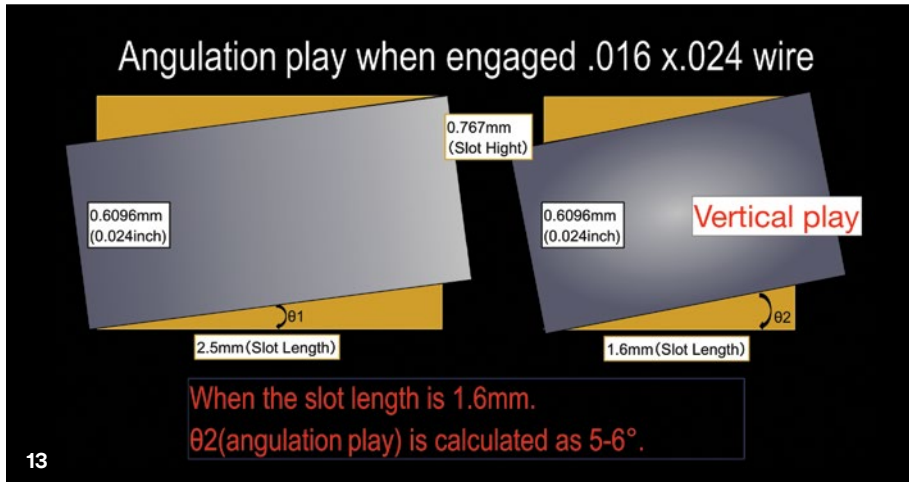 Angulation play when engaged .016 x.024 wire
0.767mm
(Slot Hight)
0.6096mm
(0.024inch)
0.6096mm
(0.024inch)
Vertical play
θ1
θ2
2.5mm(Slot Length)
1.6mm(Slot Length)
When the slot length is 1.6mm.
θ2(angulation play) is calculated as 5-6°.
13